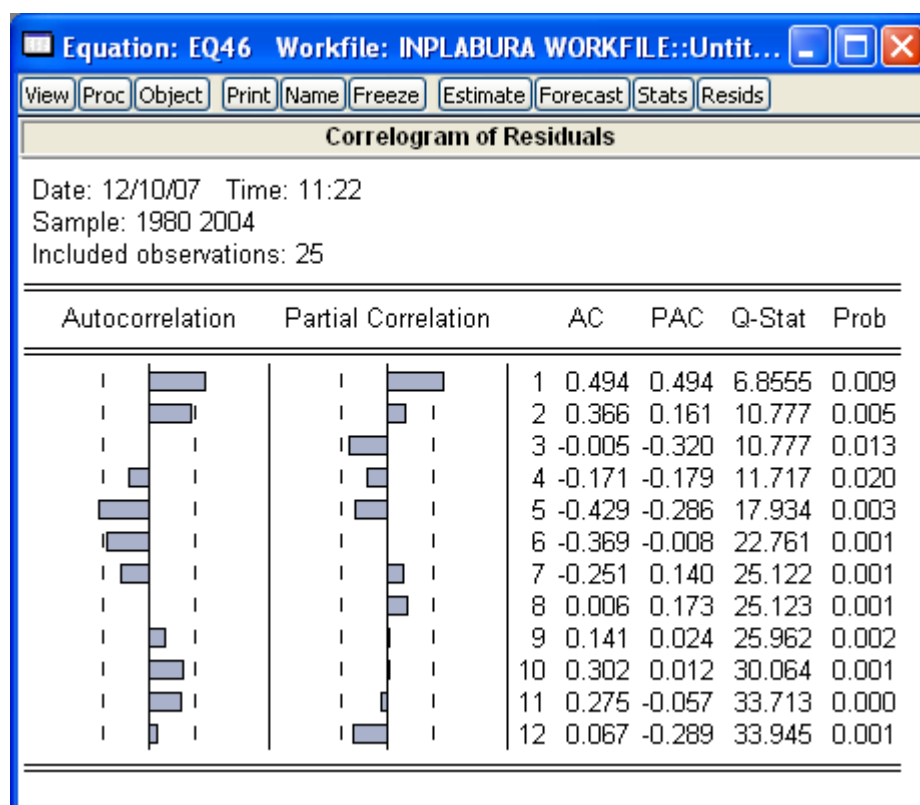 Equation: EQ46 Workfile: INPLABURA WORKFILE::Untit...
View Proc Object Print Name Freeze Estimate Forecast Stats Resids
Correlogram of Residuals
Date: 12/10/07 Time: 11:22
Sample: 1980 2004
Included observations: 25
Autocorrelation Partial Correlation AC PAC Q-Stat Prob
1 0.494 0.494 6.8555 0.009
2 0.366 0.161 10.777 0.005
3 -0.005 -0.320 10.777 0.013
4 -0.171 -0.179 11.717 0.020
5 -0.429 -0.286 17.934 0.003
6 -0.369 -0.008 22.761 0.001
7 -0.251 0.140 25.122 0.001
8 0.006 0.173 25.123 0.001
9 0.141 0.024 25.962 0.002
10 0.302 0.012 30.064 0.001
11 0.275 -0.057 33.713 0.000
12 0.067 -0.289 33.945 0.001